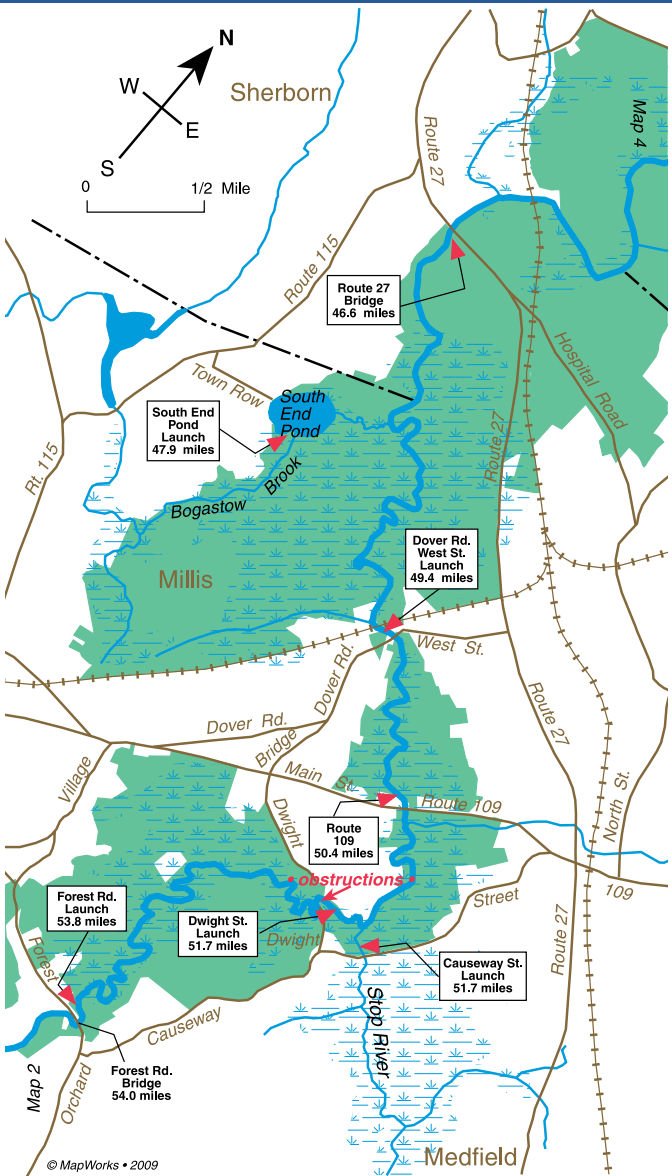 N
W
E
S
0
1/2 Mile
Sherborn
Route 27
Map 4
Route 115
Route 27
Bridge
46.6 miles
Hospital Road
Town Row
South
End
Pond
South End
Pond
Launch
47.9 miles
Route 27
Rt. 115
Bogastow
Brook
Dover Rd.
West St.
Launch
49.4 miles
Millis
West St.
Dover Rd.
Route 27
Dover Rd.
Bridge
Village
Main St.
Route 109
North St.
Dwight
Route
109
50.4 miles
109
obstructions
Forest Rd.
Launch
53.8 miles
Dwight St.
Launch
51.7 miles
Street
Dwight
Forest
Causeway St.
Launch
51.7 miles
Route 27
Causeway
Stop River
Forest Rd.
Bridge
54.0 miles
Map 2
Orchard
Medfield
© MapWorks • 2009